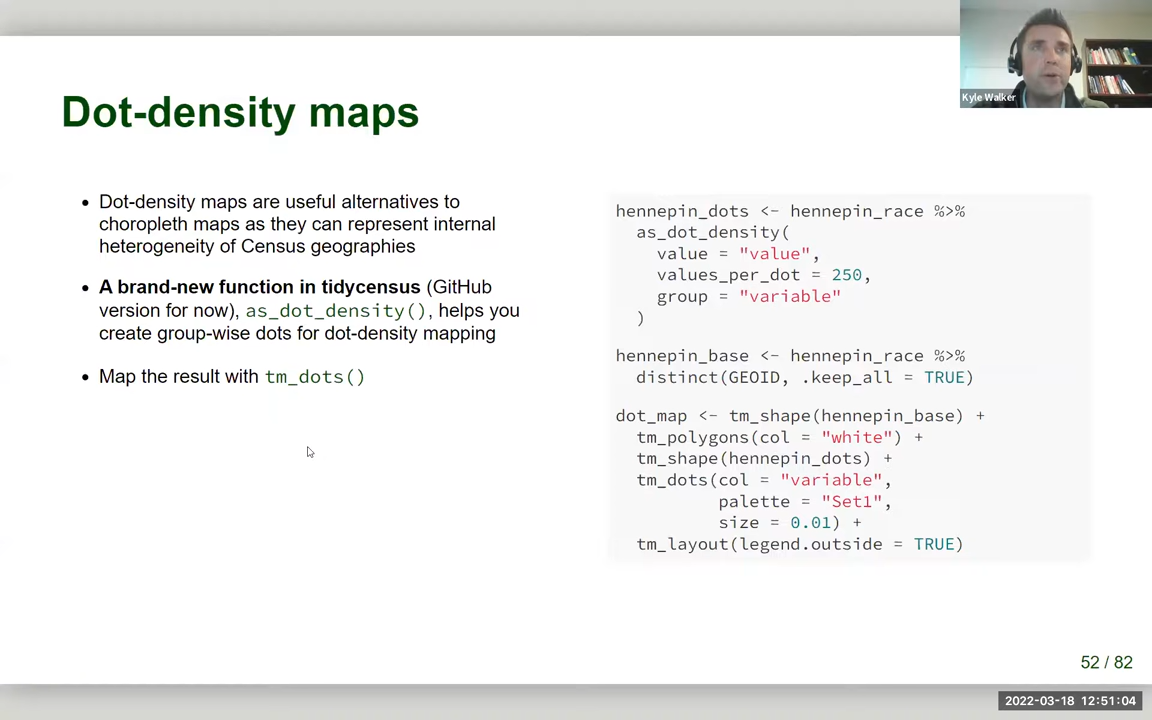 Kyle Walker
Dot-density maps
Dot-density maps are useful alternatives to
choropleth maps as they can represent internal
heterogeneity of Census geographies
A brand-new function in tidycensus (GitHub
version for now), as_dot_density(), helps you
create group-wise dots for dot-density mapping
Map the result with tm_dots()
hennepin_dots <- hennepin_race %>%
  as_dot_density(
    value = "value",
    values_per_dot = 250,
    group = "variable"
  )
hennepin_base <- hennepin_race %>%
  distinct(GEOID, .keep_all = TRUE)
dot_map <- tm_shape(hennepin_base) +
  tm_polygons(col = "white") +
  tm_shape(hennepin_dots) +
  tm_dots(col = "variable",
          palette = "Set1",
          size = 0.01) +
  tm_layout(legend.outside = TRUE)
52 / 82
2022-03-18 12:51:04